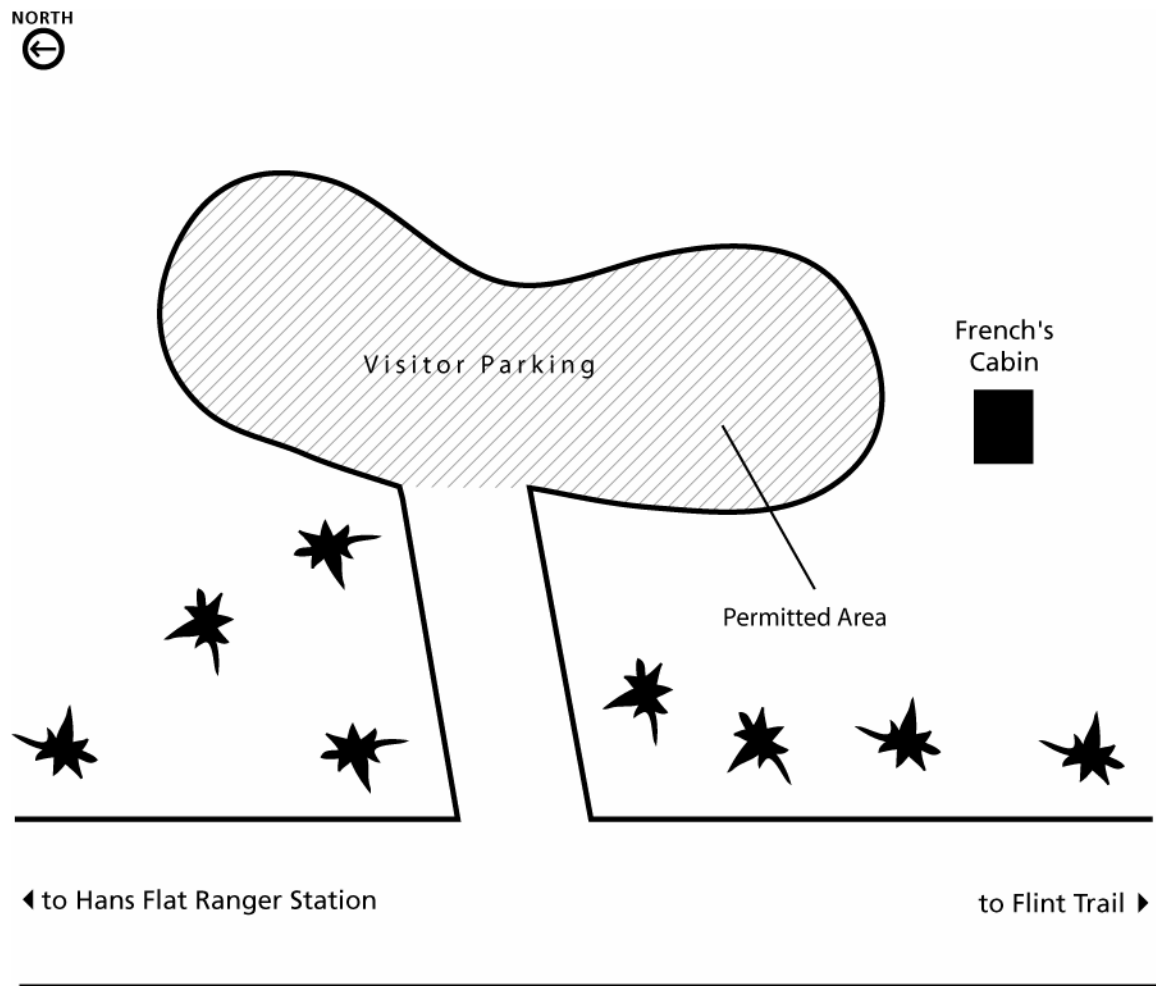 NORTH
Visitor Parking
French's
Cabin
Permitted Area
to Hans Flat Ranger Station
to Flint Trail